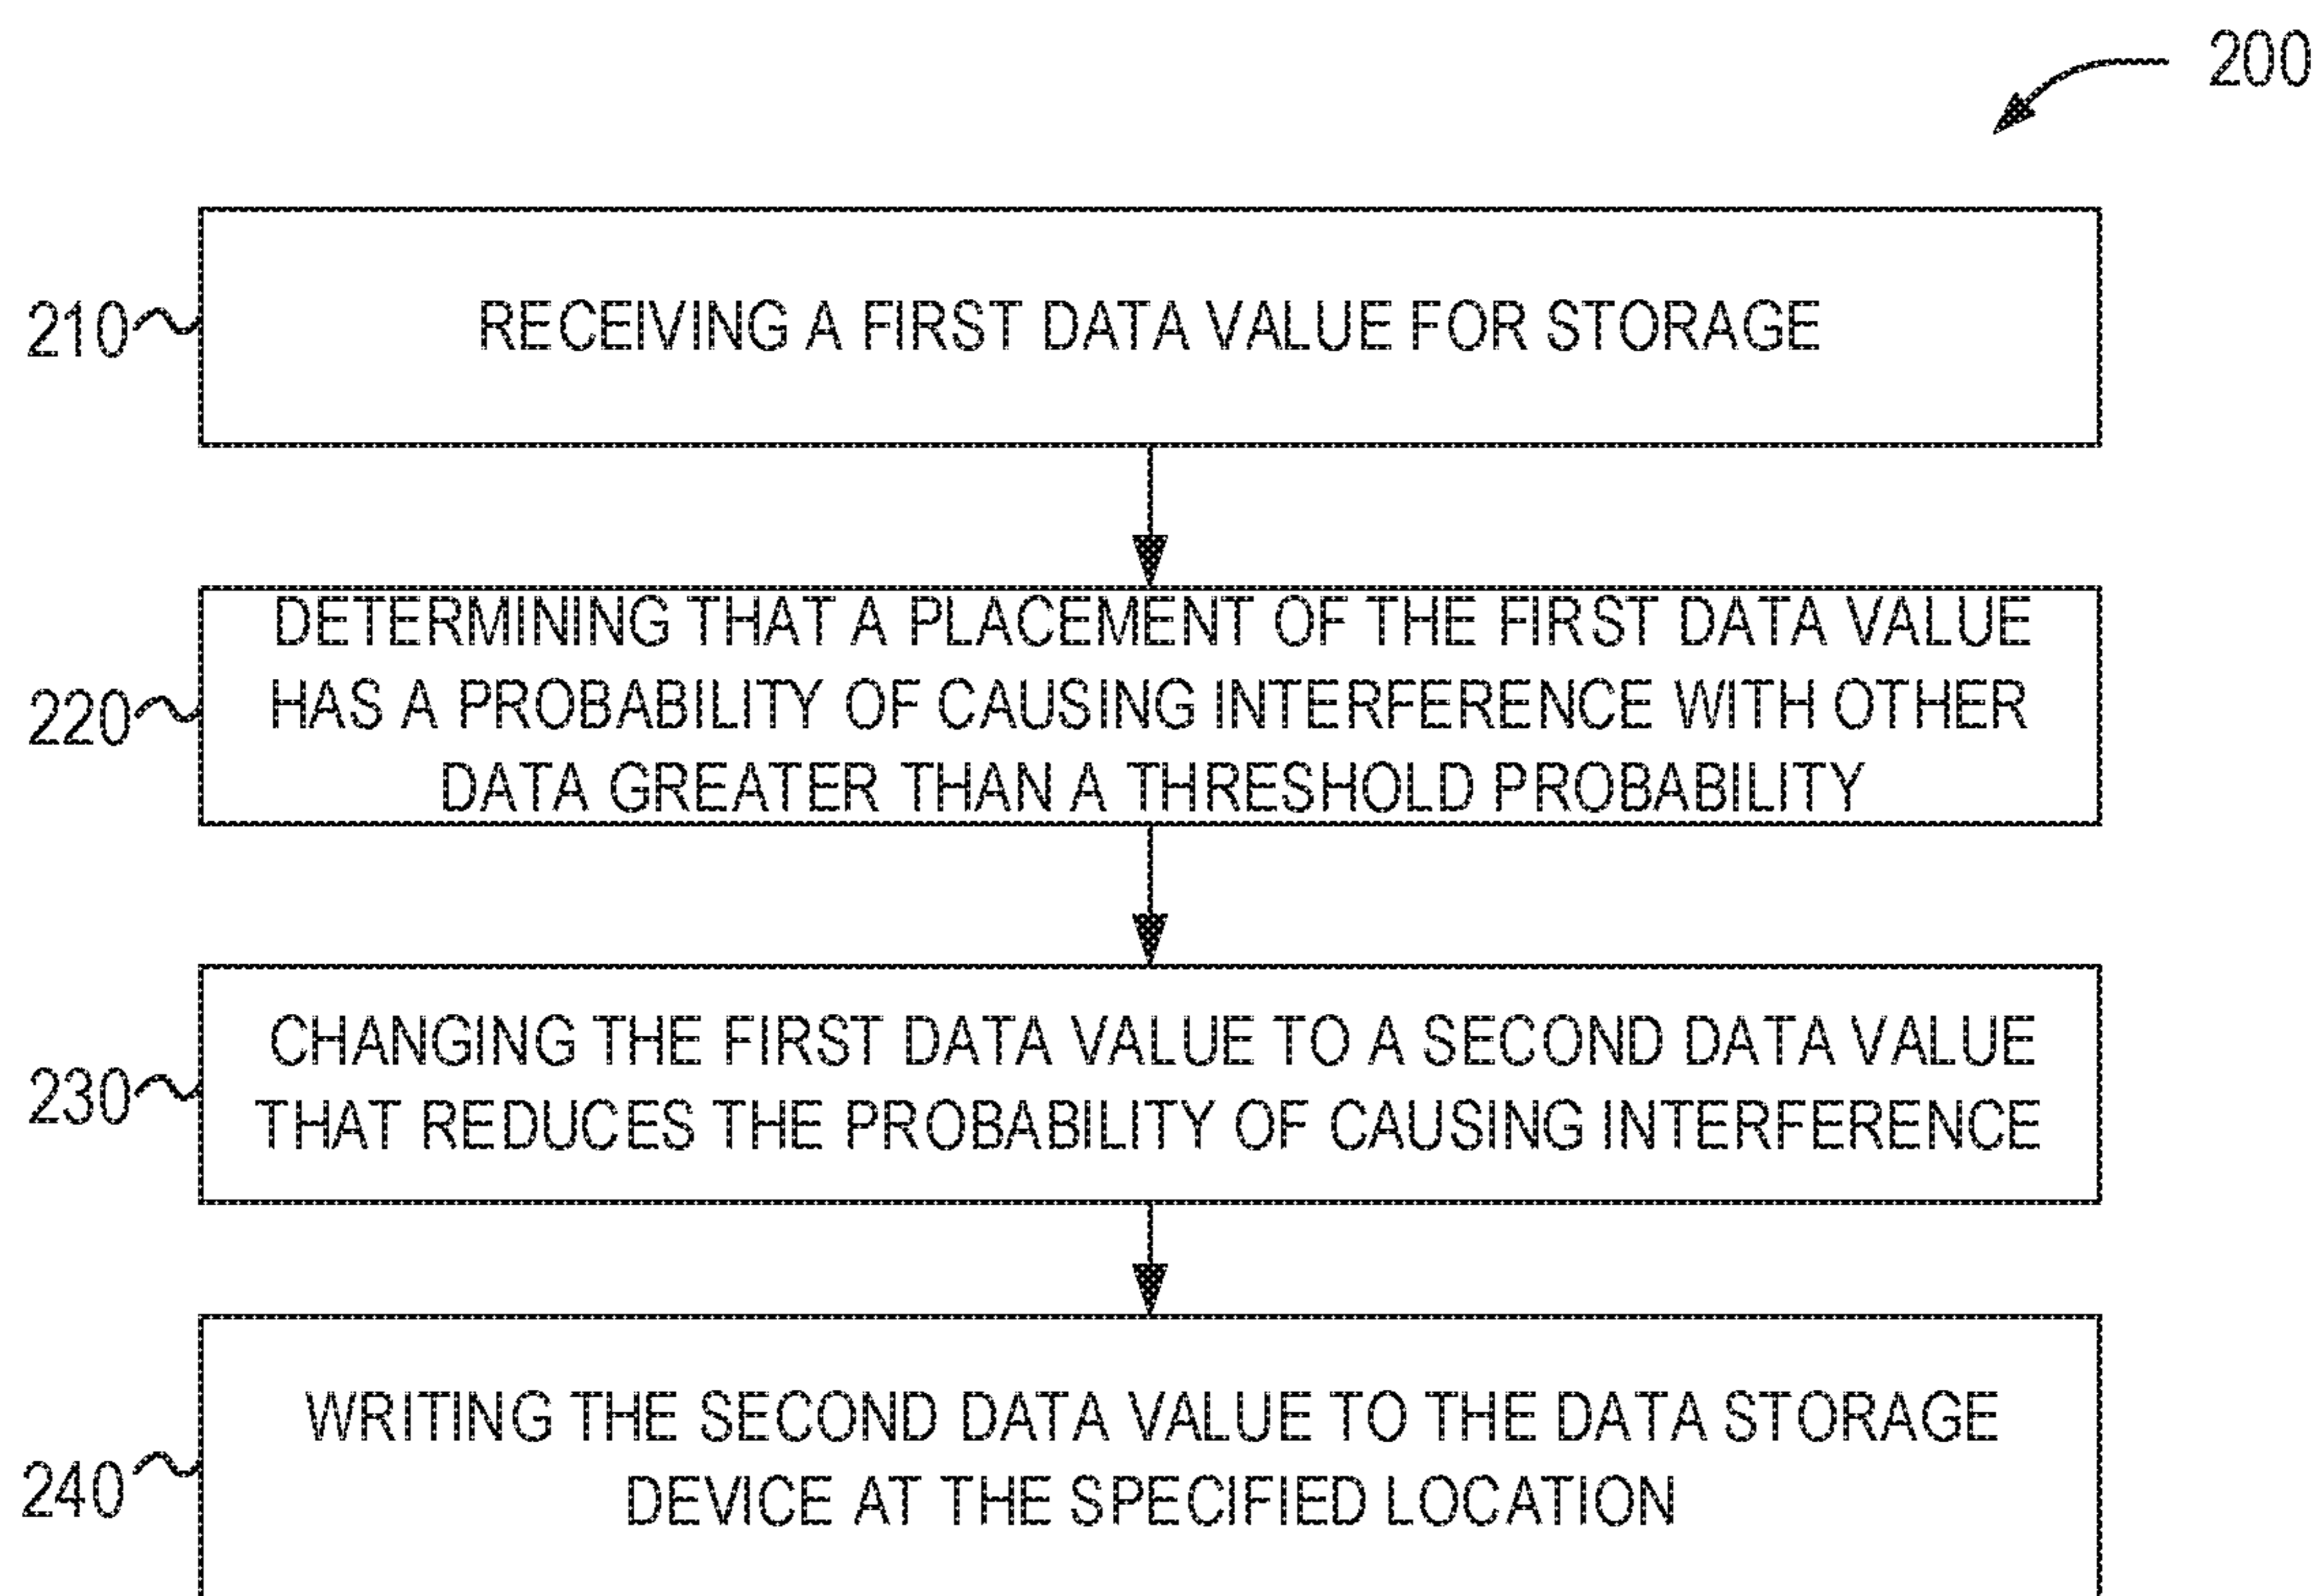 200
210
RECEIVING A FIRST DATA VALUE FOR STORAGE
220
DETERMINING THAT A PLACEMENT OF THE FIRST DATA VALUE
HAS A PROBABILITY OF CAUSING INTERFERENCE WITH OTHER
DATA GREATER THAN A THRESHOLD PROBABILITY
230
CHANGING THE FIRST DATA VALUE TO A SECOND DATA VALUE
THAT REDUCES THE PROBABILITY OF CAUSING INTERFERENCE
240
WRITING THE SECOND DATA VALUE TO THE DATA STORAGE
DEVICE AT THE SPECIFIED LOCATION